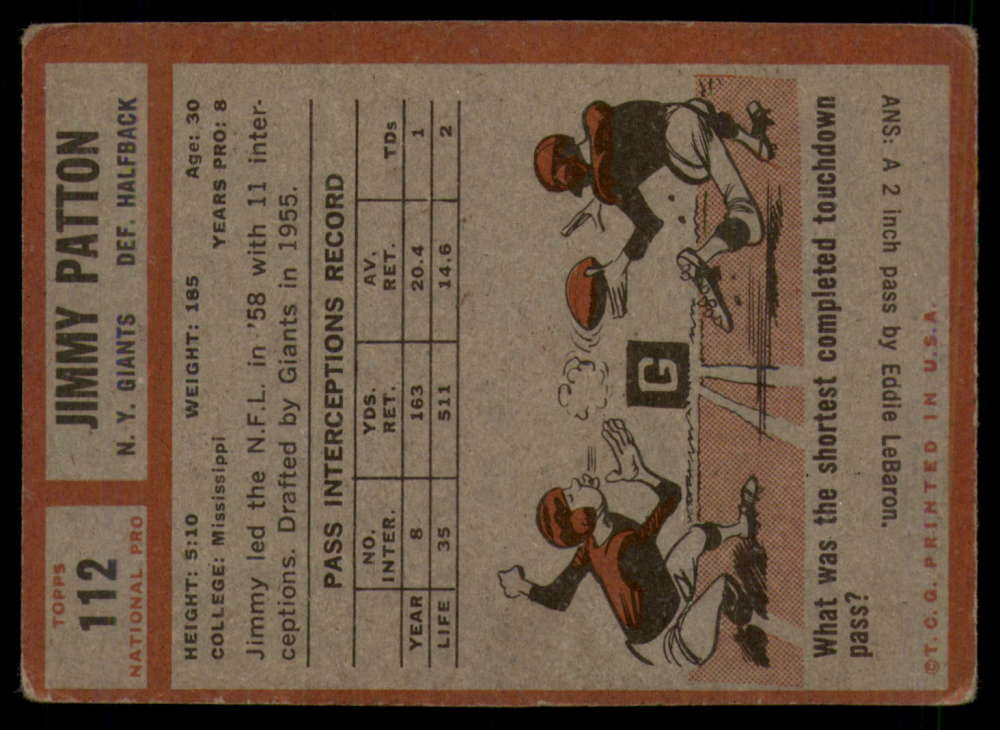 TOPPS
112
NATIONAL PRO
JIMMY PATTON
N. Y. GIANTS DEF. HALFBACK
HEIGHT: 5:10 WEIGHT: 185 Age: 30
COLLEGE: Mississippi YEARS PRO: 8
Jimmy led the N.F.L. in '58 with 11 inter-
ceptions. Drafted by Giants in 1955.
PASS INTERCEPTIONS RECORD
NO. INTER. YDS. RET. AV. RET. TDs
YEAR 8 163 20.4 1
LIFE 35 511 14.6 2
G
What was the shortest completed touchdown
pass?
ANS: A 2 inch pass by Eddie LeBaron.
©T. C. G. PRINTED IN U.S.A.